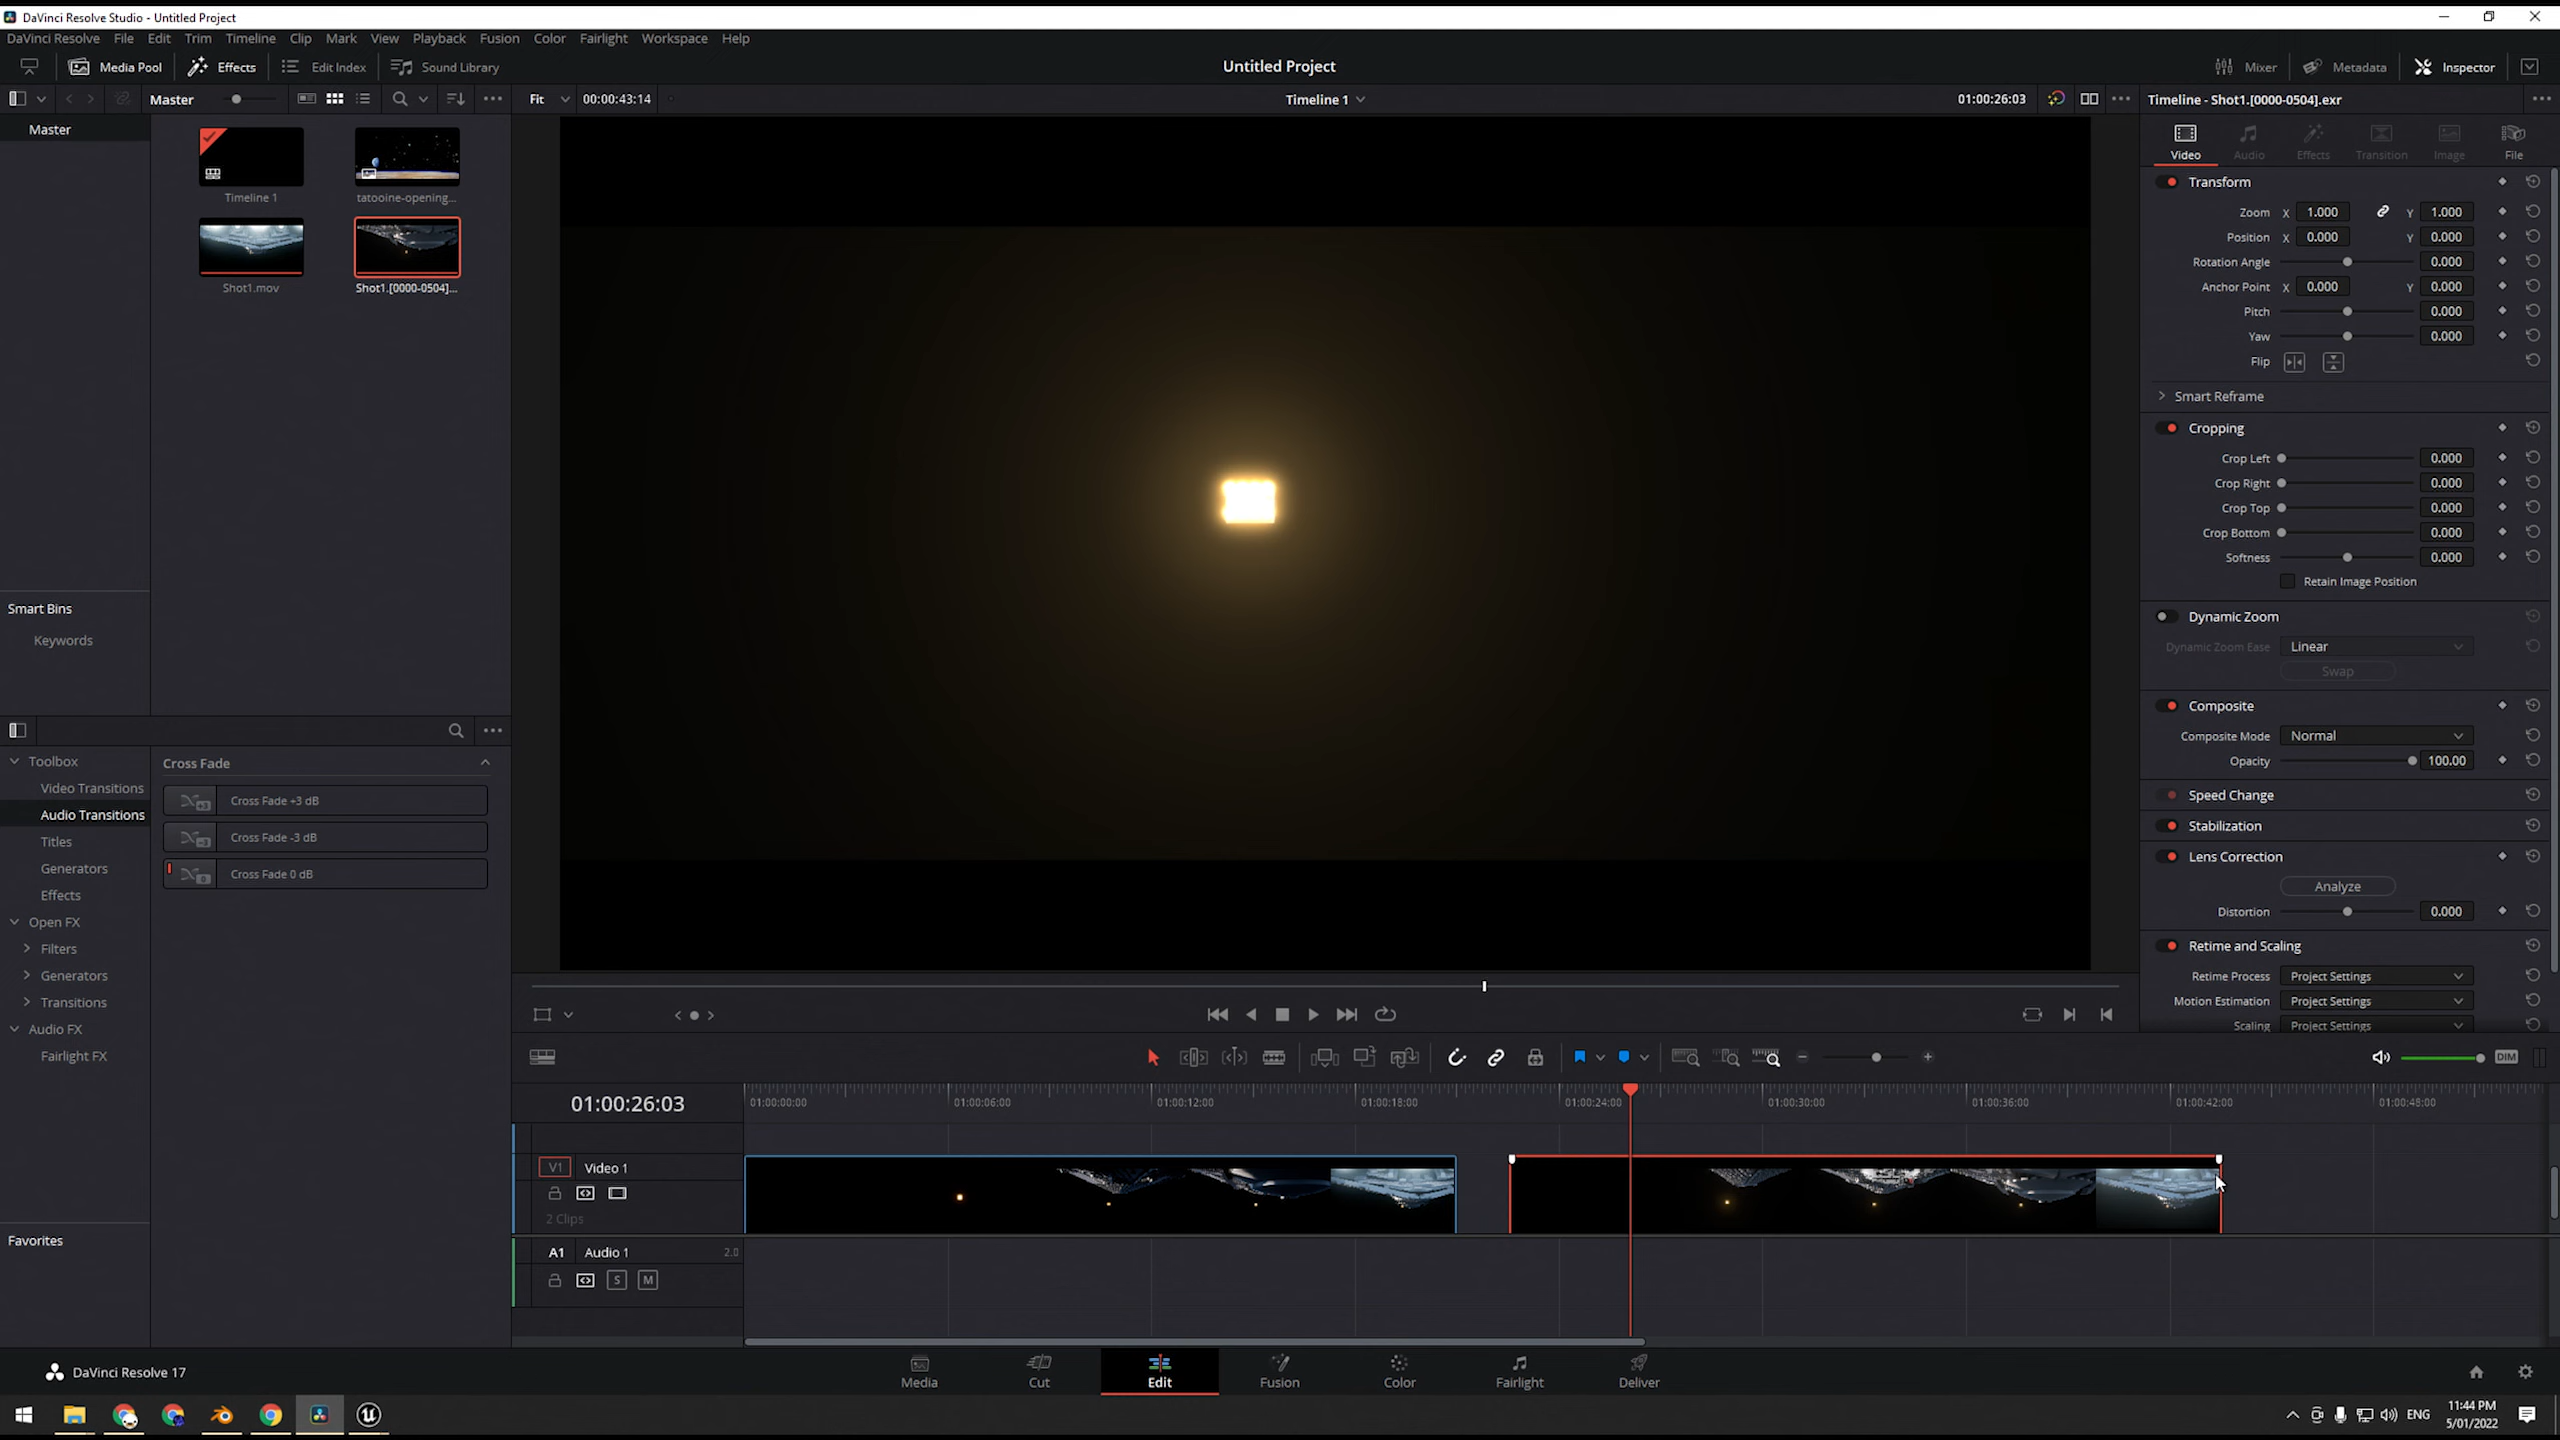 DaVinci Resolve Studio - Untitled Project
DaVinci Resolve File Edit Trim Timeline Clip Mark View Playback Fusion Color Fairlight Workspace Help
Media Pool Effects Edit Index Sound Library Untitled Project Mixer Metadata Inspector
Master Fit 00:00:43:14 Timeline 1 01:00:26:03 Timeline - Shot1.[0000-0504].exr
Master
Video Audio Effects Transition Image File
Timeline 1 tatooine-opening...
Shot1.mov Shot1.[0000-0504]...
Transform
Zoom X 1.000 Y 1.000
Position X 0.000 Y 0.000
Rotation Angle 0.000
Anchor Point X 0.000 Y 0.000
Pitch 0.000
Yaw 0.000
Flip
Smart Reframe
Cropping
Crop Left 0.000
Crop Right 0.000
Crop Top 0.000
Crop Bottom 0.000
Softness 0.000
Retain Image Position
Dynamic Zoom
Dynamic Zoom Ease Linear
Swap
Composite
Composite Mode Normal
Opacity 100.00
Speed Change
Stabilization
Lens Correction
Analyze
Distortion 0.000
Retime and Scaling
Retime Process Project Settings
Motion Estimation Project Settings
Scaling Project Settings
Smart Bins
Keywords
Toolbox
Video Transitions
Audio Transitions
Titles
Generators
Effects
Open FX
Filters
Generators
Transitions
Audio FX
Fairlight FX
Favorites
Cross Fade
Cross Fade +3 dB
Cross Fade -3 dB
Cross Fade 0 dB
DIM
01:00:26:03 01:00:00:00 01:00:06:00 01:00:12:00 01:00:18:00 01:00:24:00 01:00:30:00 01:00:36:00 01:00:42:00 01:00:48:00
V1 Video 1
2 Clips
A1 Audio 1 2.0
S M
DaVinci Resolve 17
Media Cut Edit Fusion Color Fairlight Deliver
ENG
11:44 PM
5/01/2022